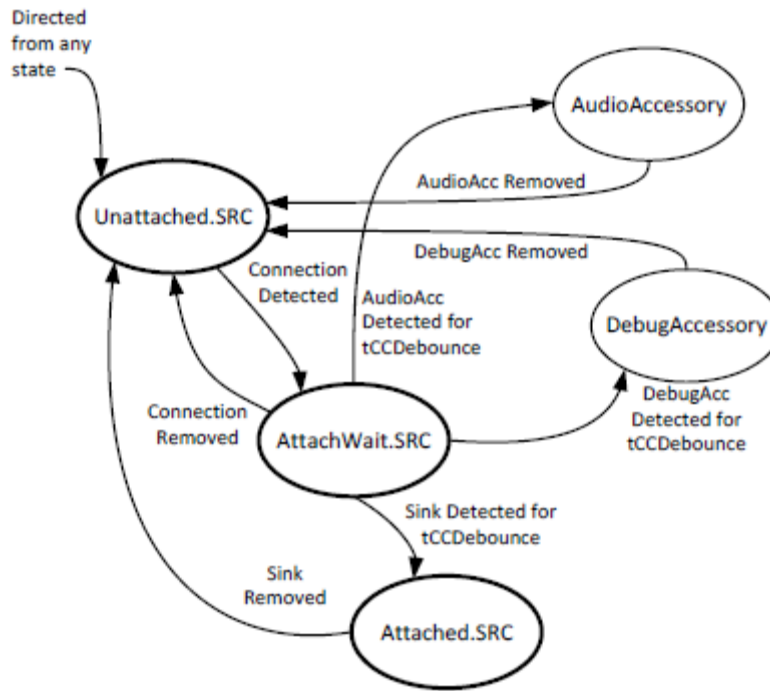 Directed
from any
state
AudioAccessory
AudioAcc Removed
Unattached.SRC
DebugAcc Removed
Connection
Detected
AudioAcc
Detected for
tCCDebounce
DebugAccessory
Connection
Removed
AttachWait.SRC
DebugAcc
Detected for
tCCDebounce
Sink Detected for
tCCDebounce
Sink
Removed
Attached.SRC